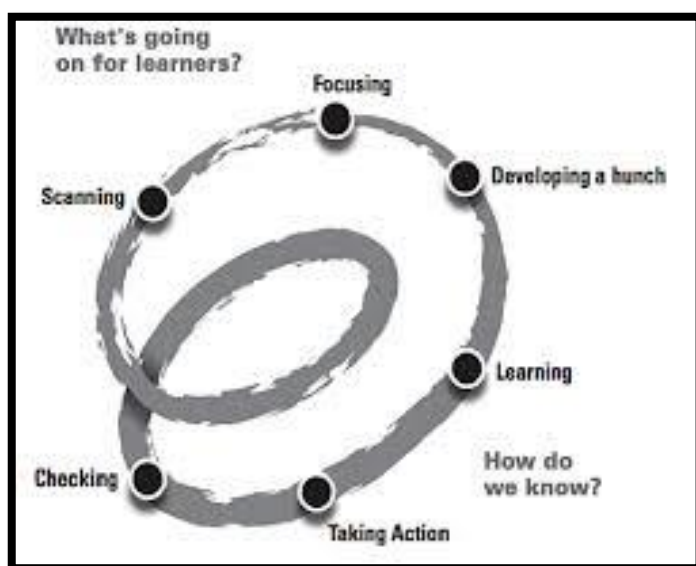 What's going
on for learners?
Focusing
Scanning
Developing a hunch
Learning
How do
we know?
Checking
Taking Action